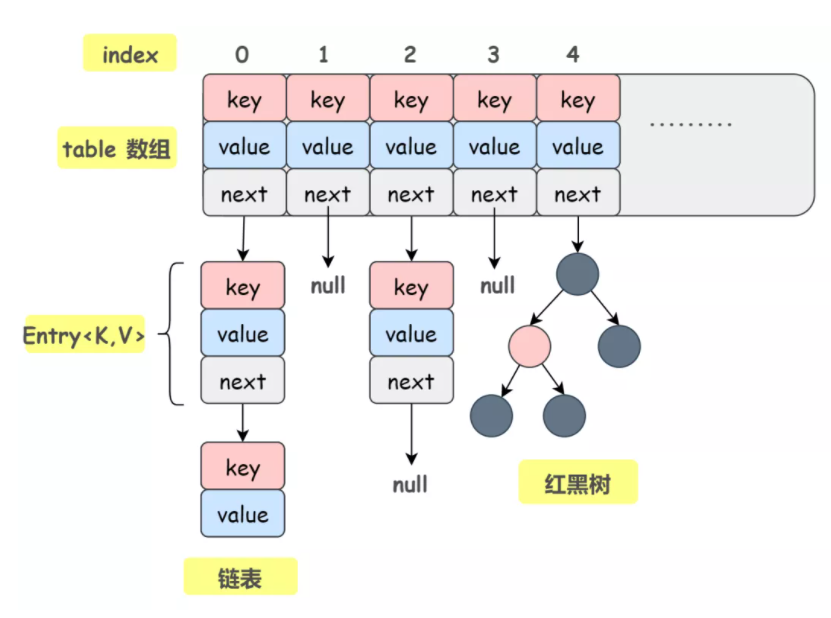 index 0 1 2 3 4
key key key key key
table 数组 value value value value value .........
next next next next next
key null key null
Entry<K,V> value value
next next
key
null 红黑树
value
链表